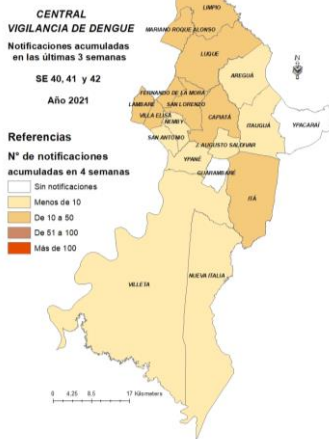 CENTRAL
VIGILANCIA DE DENGUE
Notificaciones acumuladas
en las últimas 3 semanas
SE 40, 41 y 42
Año 2021
Referencias
N° de notificaciones
acumuladas en 4 semanas
Sin notificaciones
Menos de 10
De 10 a 50
De 51 a 100
Más de 100
LIMPIO
MARIANO ROQUE ALONSO
LUQUE
AREGUÁ
FERNANDO DE LA MORA
LAMBARÉ
SAN LORENZO
VILLA ELISA
ÑEMBY
CAPIATÁ
ITAUGUÁ
YPACARAÍ
SAN ANTONIO
J. AUGUSTO SALDIVAR
YPANÉ
GUARAMBARÉ
ITÁ
VILLETA
NUEVA ITALIA
N
0 4,25 8,5 17 Kilómeters